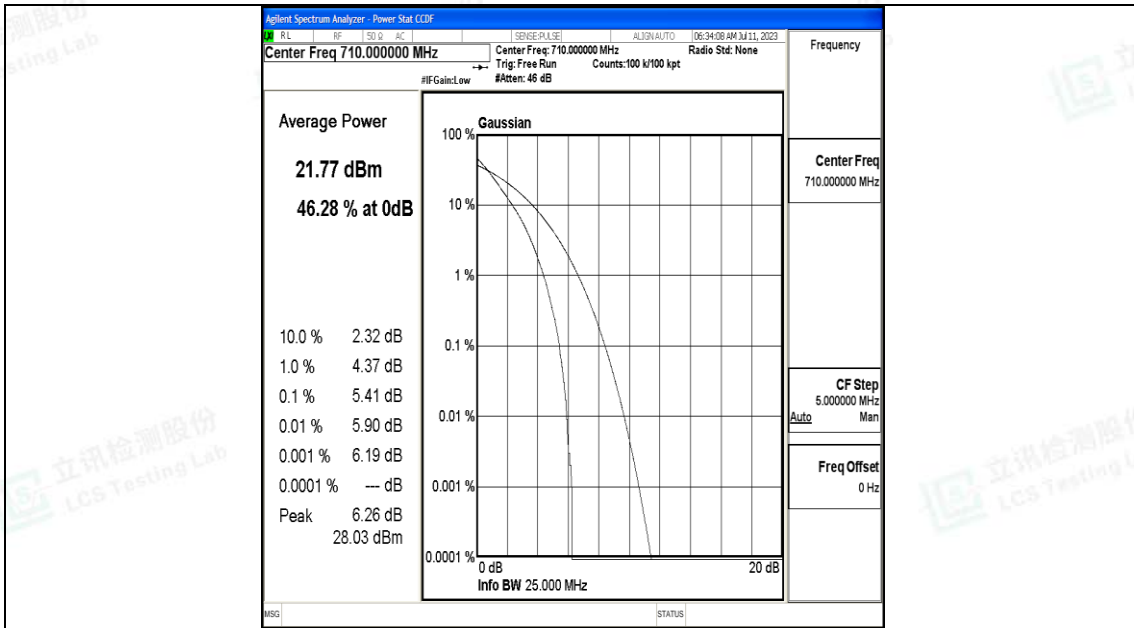 Agilent Spectrum Analyzer - Power Stat CCDF
RL RF 50 Ω AC SENSE:PULSE ALIGNAUTO 06:34:08 AM Jul 11, 2023
Center Freq 710.000000 MHz
Center Freq: 710.000000 MHz Radio Std: None
Trig: Free Run Counts:100 k/100 kpt
#IFGain:Low #Atten: 46 dB
Frequency
Average Power
21.77 dBm
46.28 % at 0dB
10.0 % 2.32 dB
1.0 % 4.37 dB
0.1 % 5.41 dB
0.01 % 5.90 dB
0.001 % 6.19 dB
0.0001 % --- dB
Peak 6.26 dB
28.03 dBm
Gaussian
100 %
10 %
1 %
0.1 %
0.01 %
0.001 %
0.0001 %
0 dB 20 dB
Info BW 25.000 MHz
Center Freq
710.000000 MHz
CF Step
5.000000 MHz
Auto Man
Freq Offset
0 Hz
MSG STATUS
立讯检测股份
LCS Testing Lab